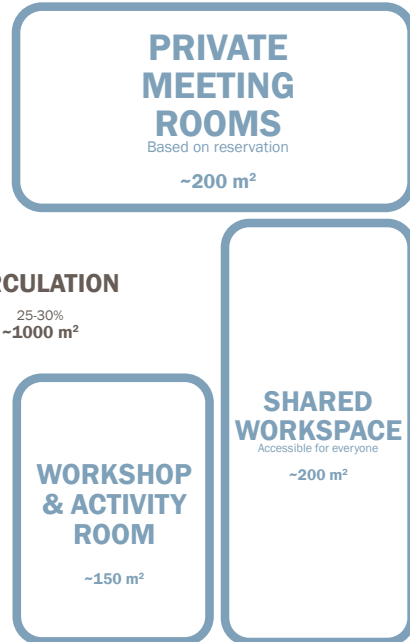 PRIVATE
MEETING
ROOMS
Based on reservation
~200 m²
RCULATION
25-30%
~1000 m²
SHARED
WORKSPACE
Accessible for everyone
~200 m²
WORKSHOP
& ACTIVITY
ROOM
~150 m²